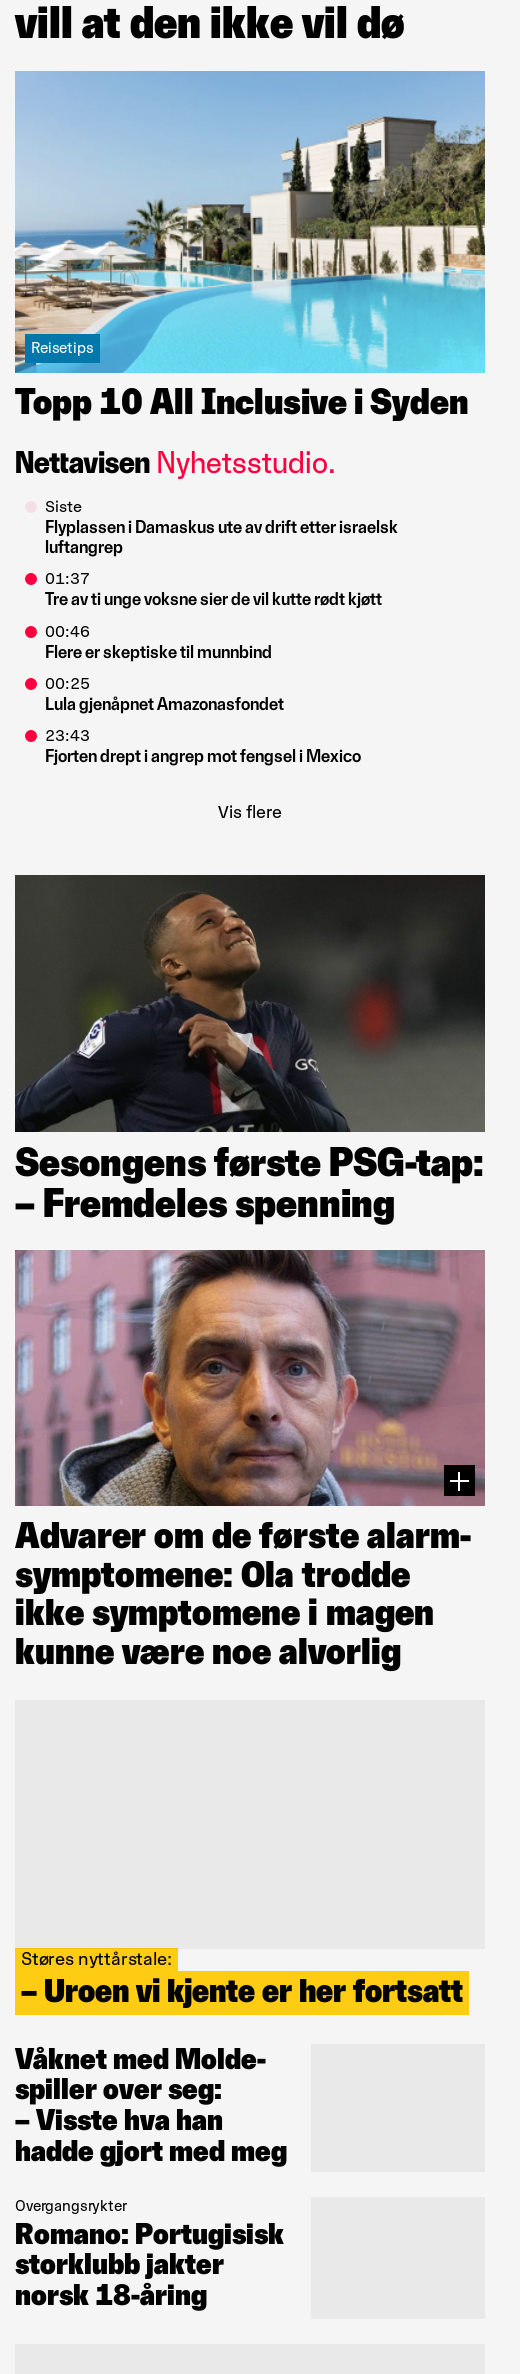 vill at den ikke vil dø
Reisetips
Topp 10 All Inclusive i Syden
Nettavisen Nyhetsstudio.
Siste
Flyplassen i Damaskus ute av drift etter israelsk
luftangrep
01:37
Tre av ti unge voksne sier de vil kutte rødt kjøtt
00:46
Flere er skeptiske til munnbind
00:25
Lula gjenåpnet Amazonasfondet
23:43
Fjorten drept i angrep mot fengsel i Mexico
Vis flere
Sesongens første PSG-tap:
– Fremdeles spenning
Advarer om de første alarm-
symptomene: Ola trodde
ikke symptomene i magen
kunne være noe alvorlig
Støres nyttårstale:
– Uroen vi kjente er her fortsatt
Våknet med Molde-
spiller over seg:
– Visste hva han
hadde gjort med meg
Overgangsrykter
Romano: Portugisisk
storklubb jakter
norsk 18-åring